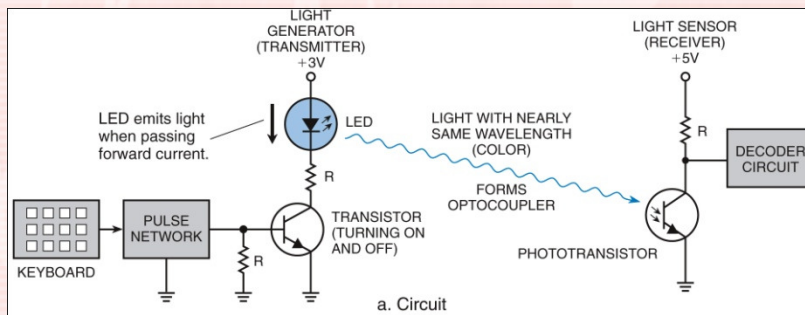 LIGHT
GENERATOR
(TRANSMITTER)
+3V
LED emits light
when passing
forward current.
LED
R
KEYBOARD
PULSE
NETWORK
R
TRANSISTOR
(TURNING ON
AND OFF)
LIGHT WITH NEARLY
SAME WAVELENGTH
(COLOR)
FORMS
OPTOCOUPLER
LIGHT SENSOR
(RECEIVER)
+5V
R
DECODER
CIRCUIT
PHOTOTRANSISTOR
a. Circuit